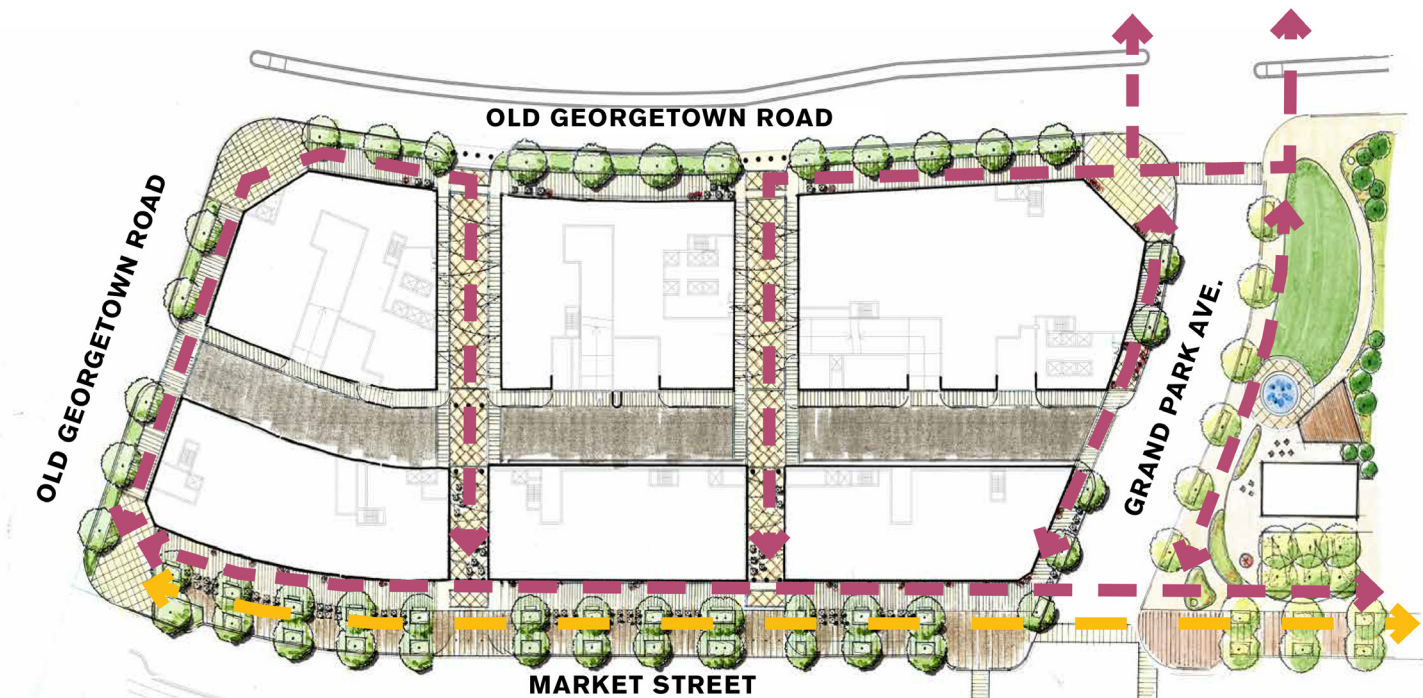 OLD GEORGETOWN ROAD
OLD GEORGETOWN ROAD
GRAND PARK AVE.
MARKET STREET